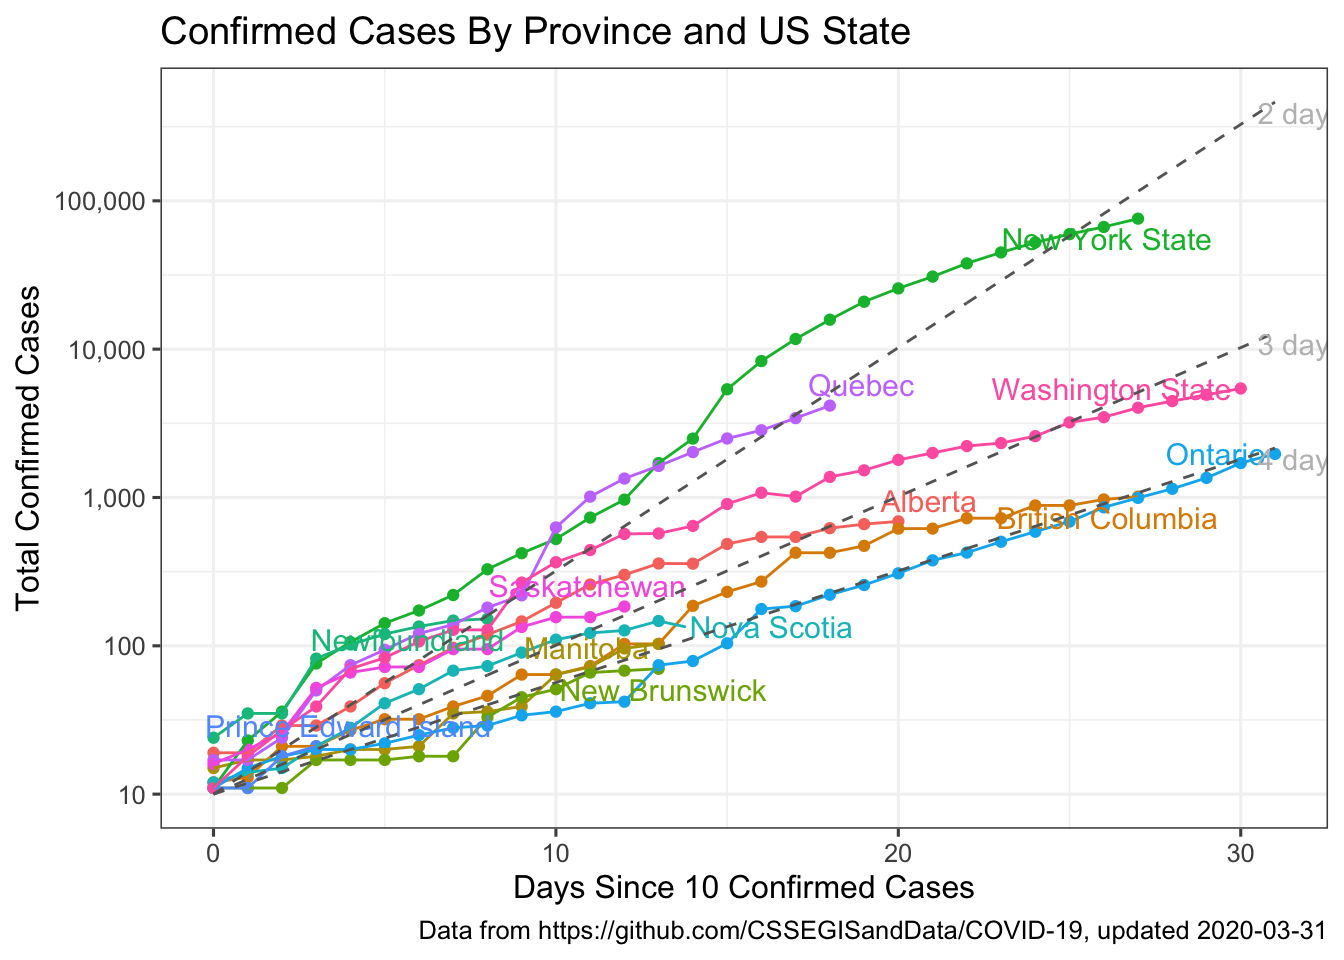 Confirmed Cases By Province and US State
Total Confirmed Cases
100,000
10,000
1,000
100
10
2 day
New York State
3 day
Quebec
Washington State
Ontario
4 day
Alberta
British Columbia
Saskatchewan
Nova Scotia
Newfoundland
Manitoba
New Brunswick
Prince Edward Island
0
10
20
30
Days Since 10 Confirmed Cases
Data from https://github.com/CSSEGISandData/COVID-19, updated 2020-03-31